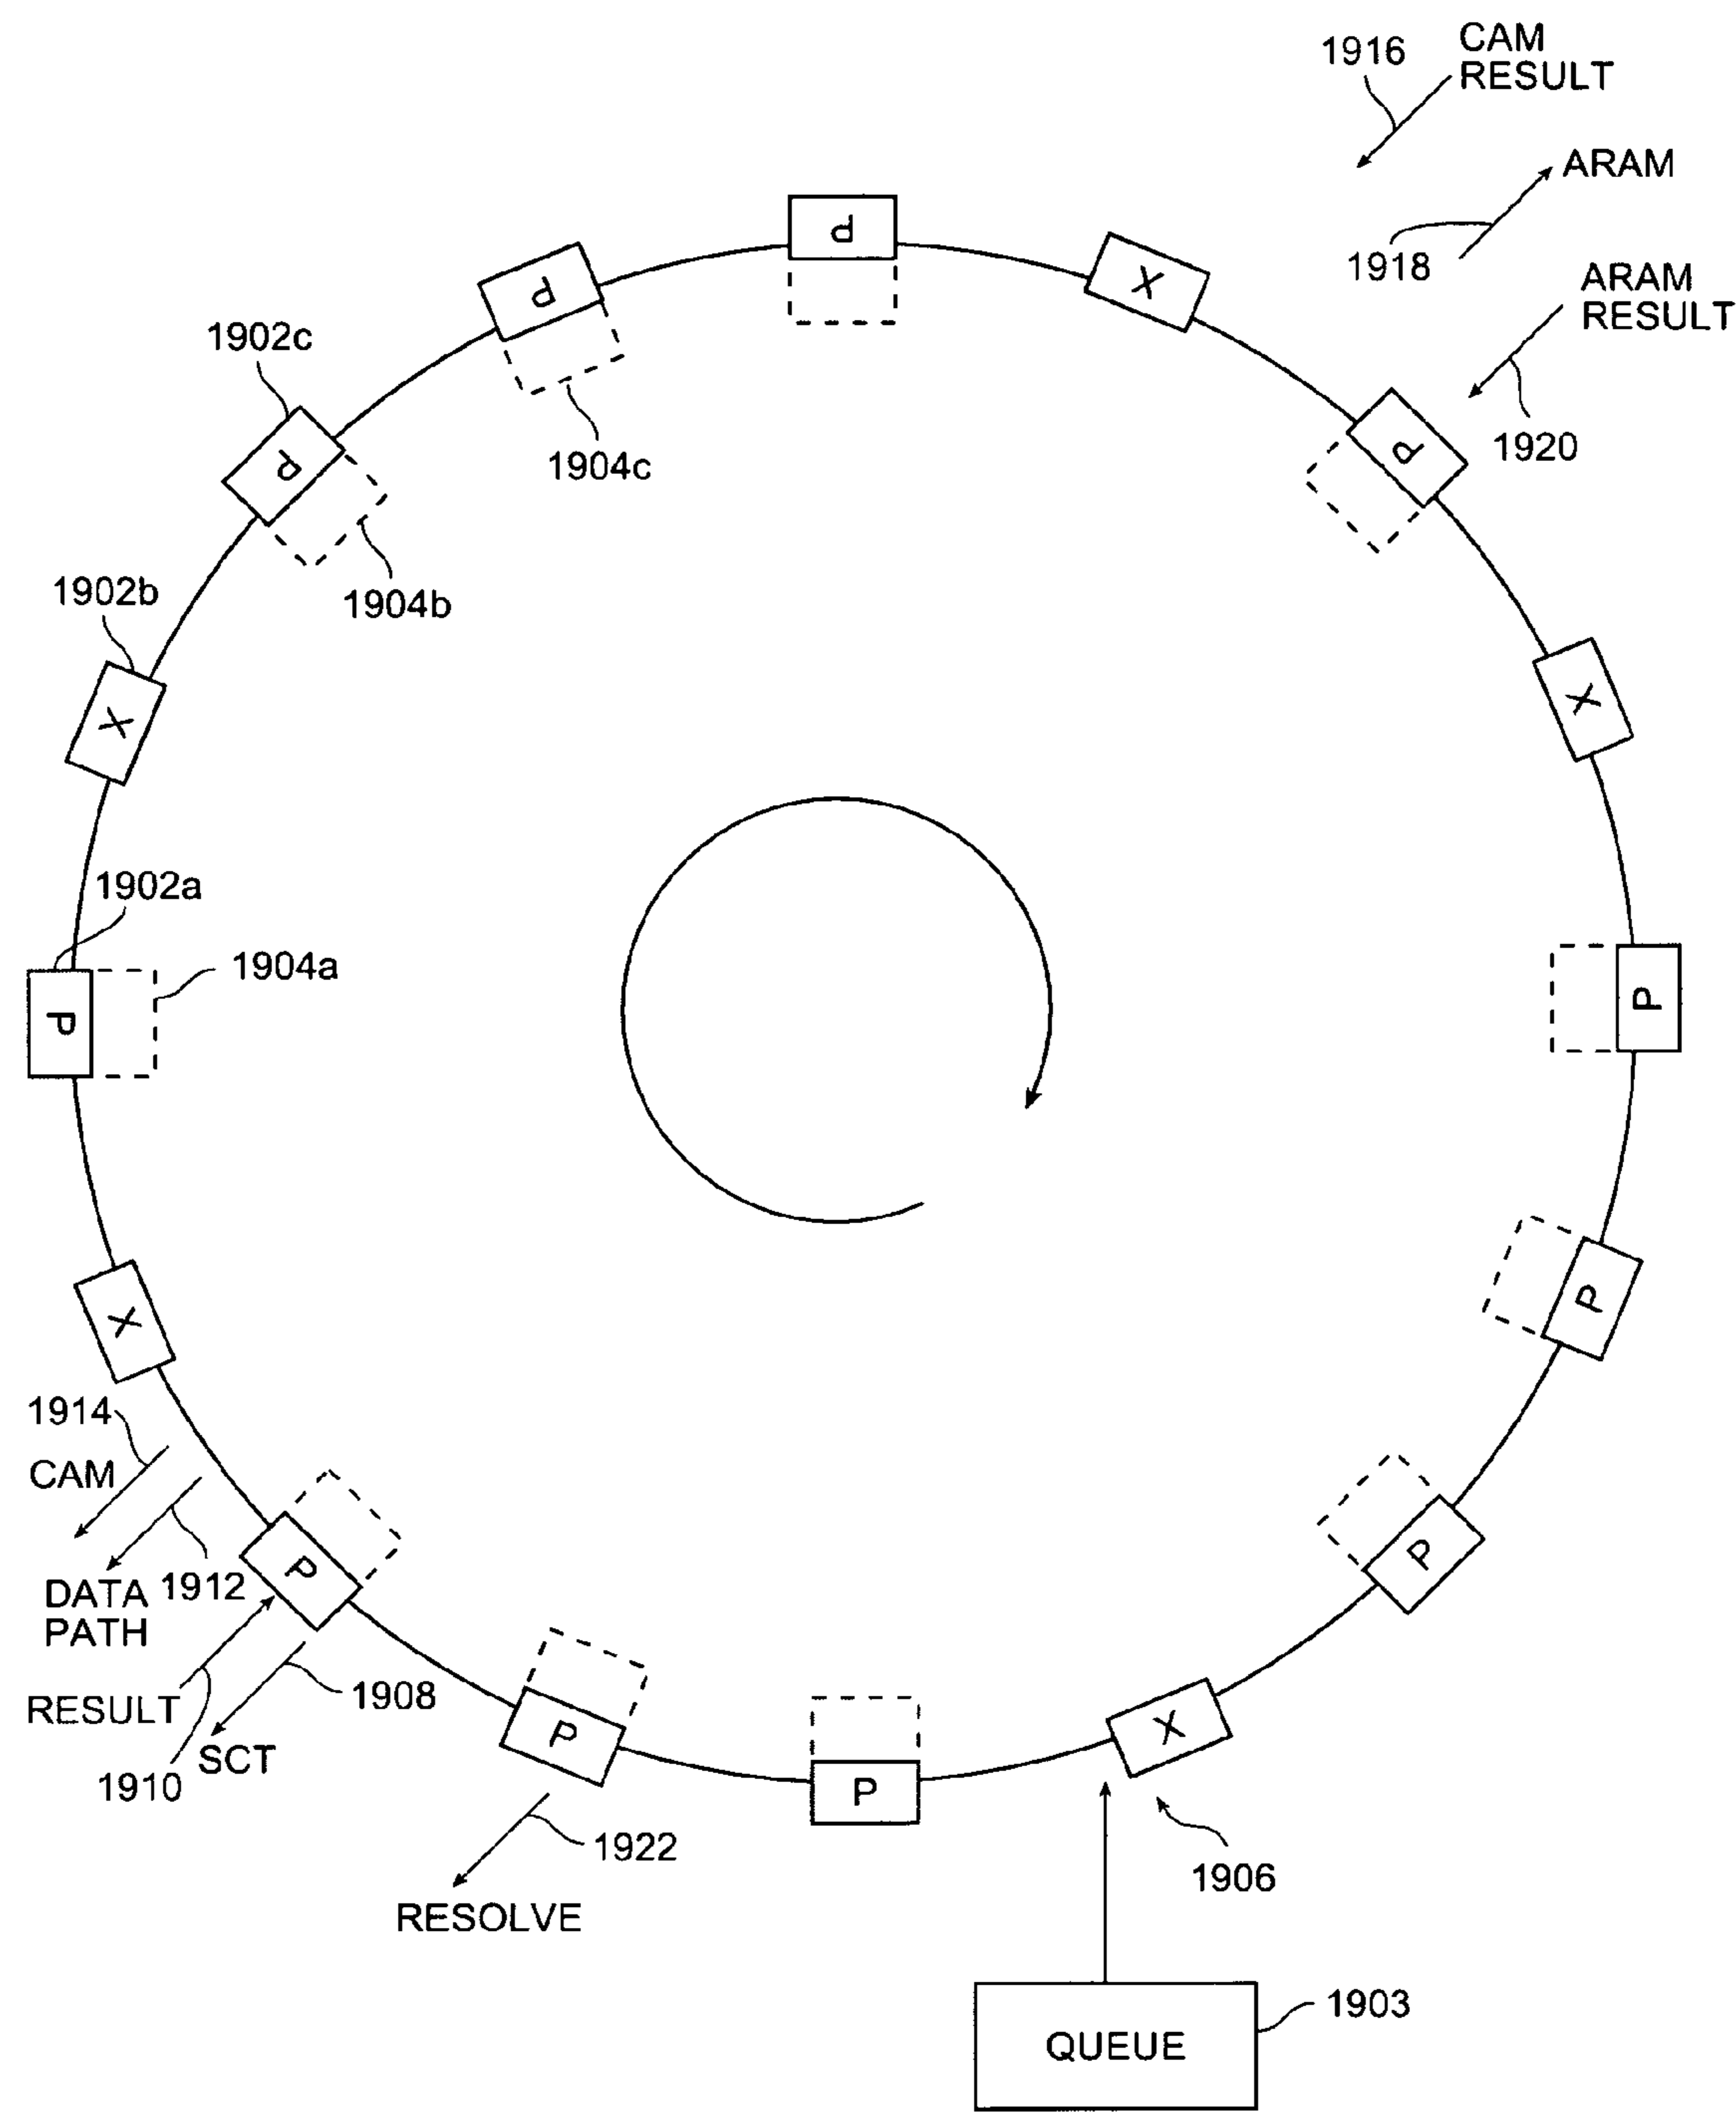 1916
CAM
RESULT
ARAM
1918
ARAM
RESULT
1920
P
X
P
1902c
P
1904c
P
P
1904b
1902b
X
X
1902a
1904a
P
P
X
P
1914
CAM
P
P
DATA
PATH
1912
RESULT
1908
SCT
1910
P
X
P
1922
1906
RESOLVE
1903
QUEUE